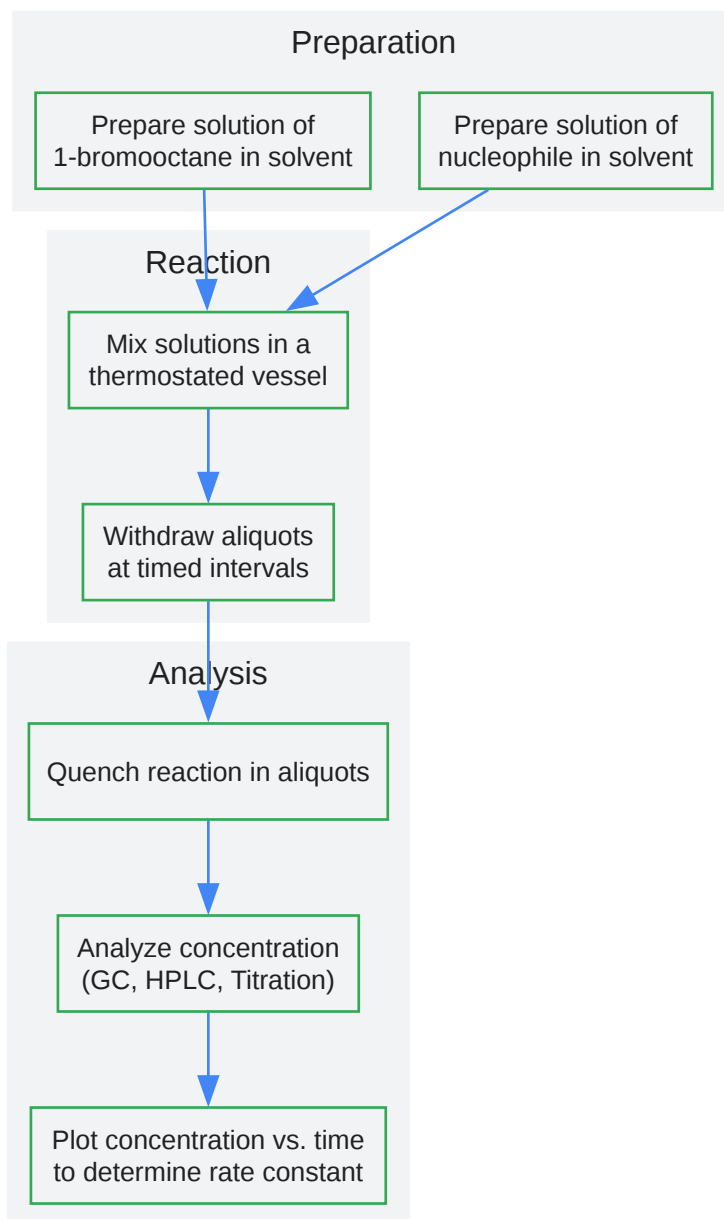 Preparation
Prepare solution of
1-bromooctane in solvent
Prepare solution of
nucleophile in solvent
Reaction
Mix solutions in a
thermostated vessel
Withdraw aliquots
at timed intervals
Analysis
Quench reaction in aliquots
Analyze concentration
(GC, HPLC, Titration)
Plot concentration vs. time
to determine rate constant